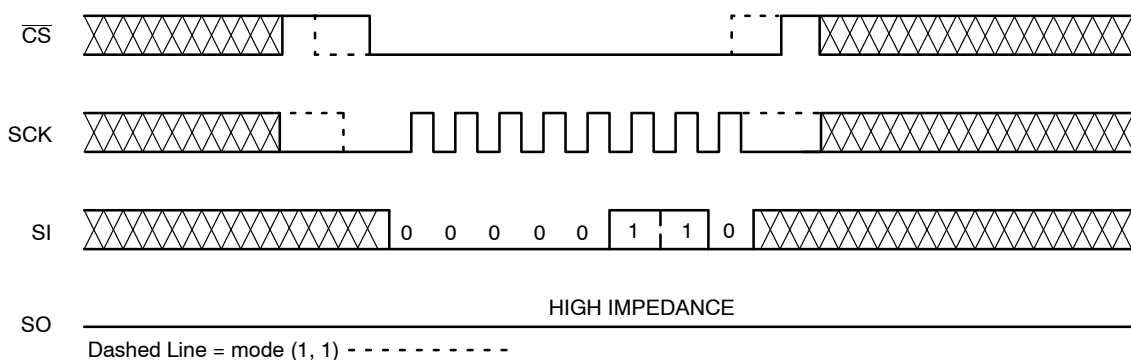 CS
SCK
SI 0 0 0 0 0 1 1 0
HIGH IMPEDANCE
SO
Dashed Line = mode (1, 1)